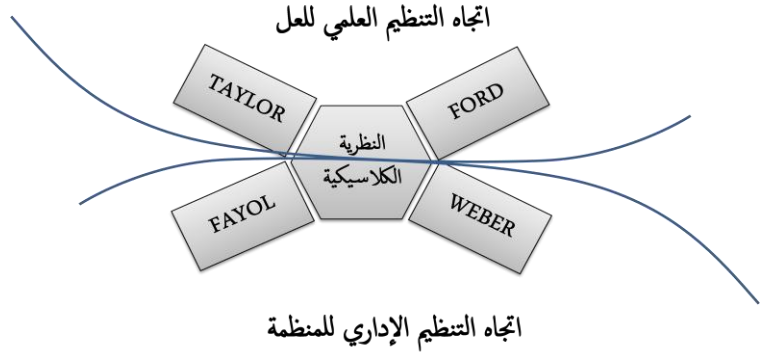 اتجاه التنظيم العلمي للعل
TAYLOR
FORD
النظرية
الكلاسيكية
FAYOL
WEBER
اتجاه التنظيم الإداري للمنظمة